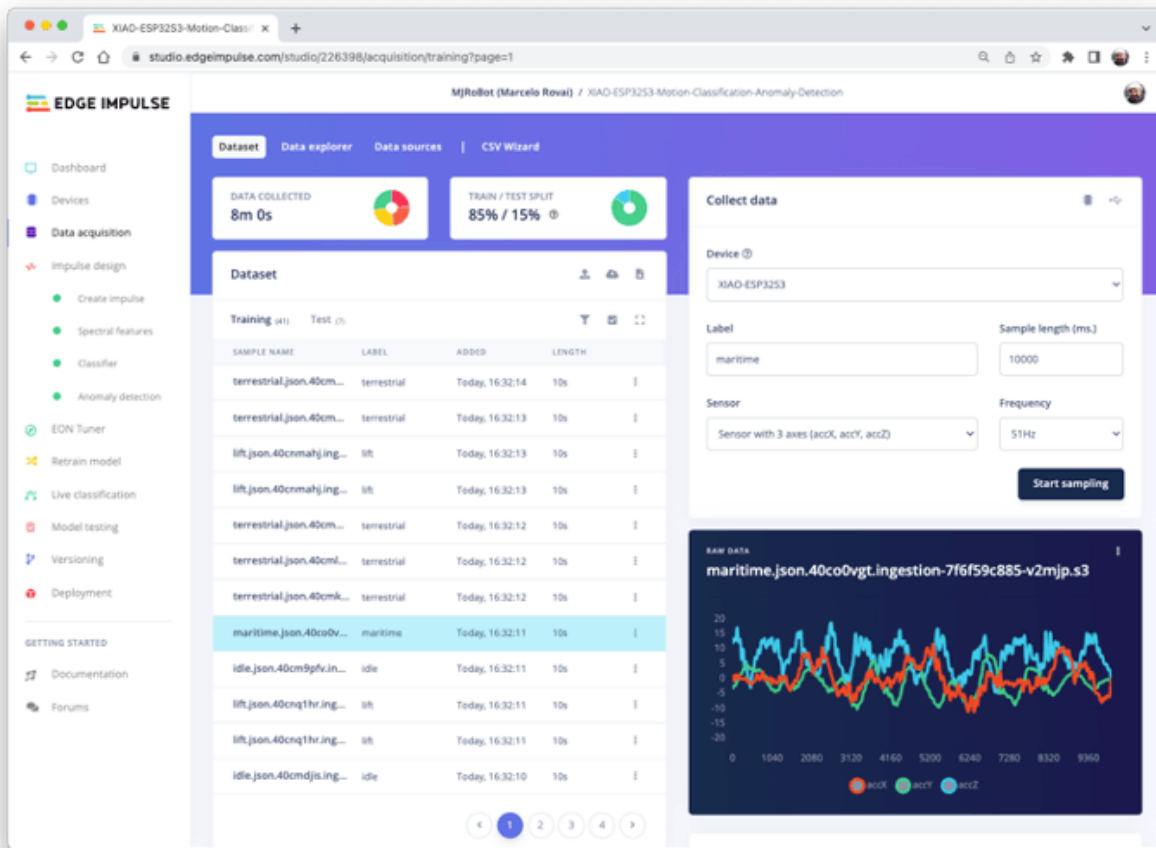 XIAO-ESP32S3-Motion-Classi
studio.edgeimpulse.com/studio/226398/acquisition/training?page=1
EDGE IMPULSE
MJRoBot (Marcelo Rovai) / XIAO-ESP32S3-Motion-Classification-Anomaly-Detection
Dashboard
Devices
Data acquisition
Impulse design
Create impulse
Spectral features
Classifier
Anomaly detection
EON Tuner
Retrain model
Live classification
Model testing
Versioning
Deployment
GETTING STARTED
Documentation
Forums
Dataset Data explorer Data sources | CSV Wizard
DATA COLLECTED
8m 0s
TRAIN / TEST SPLIT
85% / 15%
Dataset
Training (41) Test (7)
SAMPLE NAME LABEL ADDED LENGTH
terrestrial.json.40cm... terrestrial Today, 16:32:14 10s
terrestrial.json.40cm... terrestrial Today, 16:32:13 10s
lift.json.40cnmahj.ing... lift Today, 16:32:13 10s
lift.json.40cnmahj.ing... lift Today, 16:32:13 10s
terrestrial.json.40cm... terrestrial Today, 16:32:12 10s
terrestrial.json.40cml... terrestrial Today, 16:32:12 10s
terrestrial.json.40cmk... terrestrial Today, 16:32:12 10s
maritime.json.40co0v... maritime Today, 16:32:11 10s
idle.json.40cm9pfv.in... idle Today, 16:32:11 10s
lift.json.40cnq1hr.ing... lift Today, 16:32:11 10s
lift.json.40cnq1hr.ing... lift Today, 16:32:11 10s
idle.json.40cmdjis.ing... idle Today, 16:32:10 10s
1 2 3 4
Collect data
Device
XIAO-ESP32S3
Label Sample length (ms.)
maritime 10000
Sensor Frequency
Sensor with 3 axes (accX, accY, accZ) 51Hz
Start sampling
RAW DATA
maritime.json.40co0vgt.ingestion-7f6f59c885-v2mjp.s3
20
15
10
5
0
-5
-10
-15
-20
0 1040 2080 3120 4160 5200 6240 7280 8320 9360
accX accY accZ